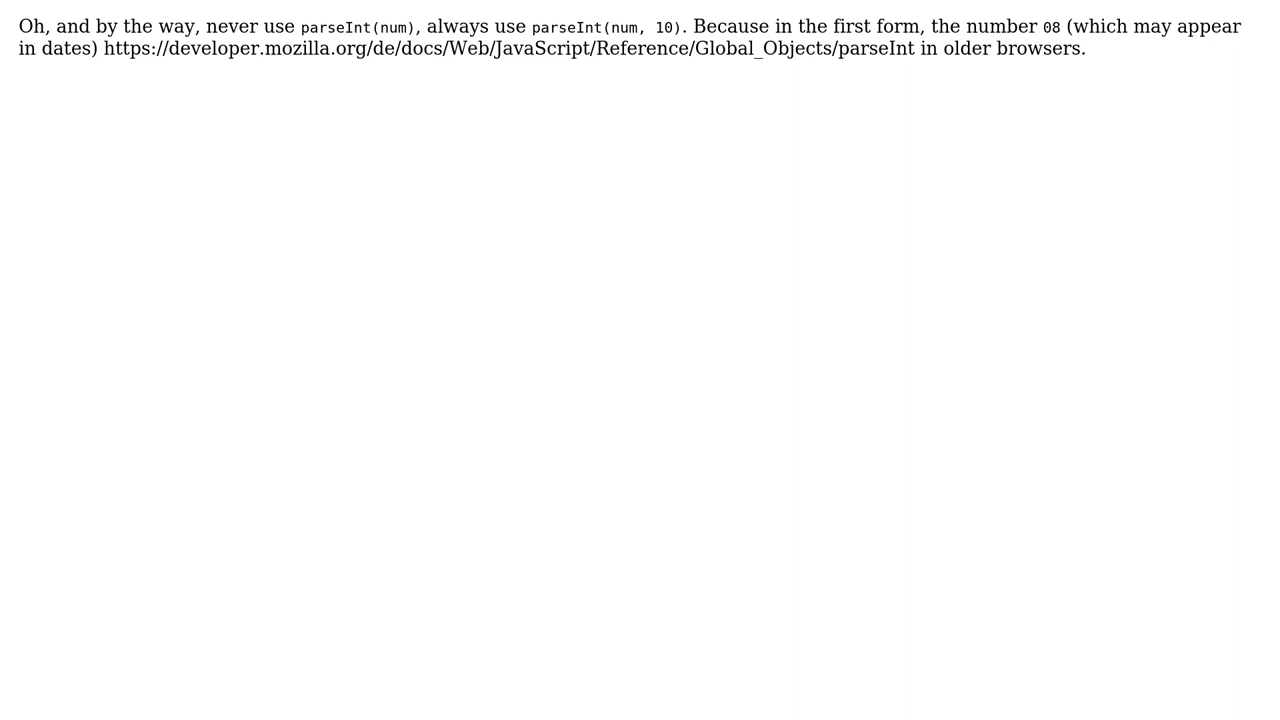 Oh, and by the way, never use parseInt(num), always use parseInt(num, 10). Because in the first form, the number 08 (which may appear
in dates) https://developer.mozilla.org/de/docs/Web/JavaScript/Reference/Global_Objects/parseInt in older browsers.